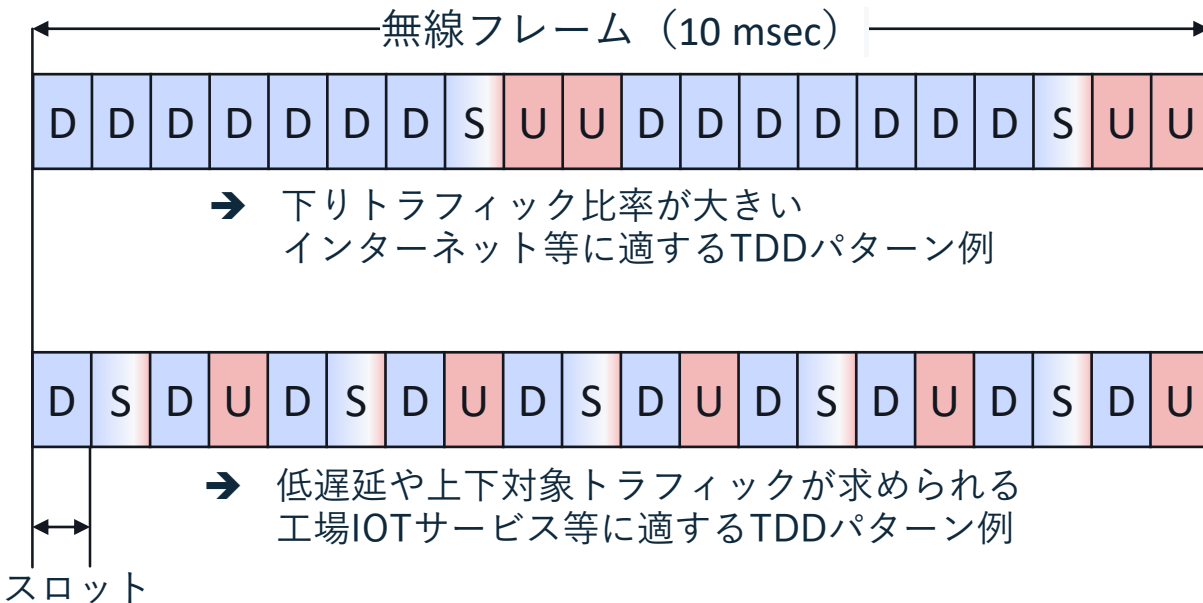 無線フレーム（10 msec）
D D D D D D D S U U D D D D D D D S U U
➔ 下りトラフィック比率が大きい
インターネット等に適するTDDパターン例
D S D U D S D U D S D U D S D U D S D U
➔ 低遅延や上下対象トラフィックが求められる
工場IOTサービス等に適するTDDパターン例
スロット